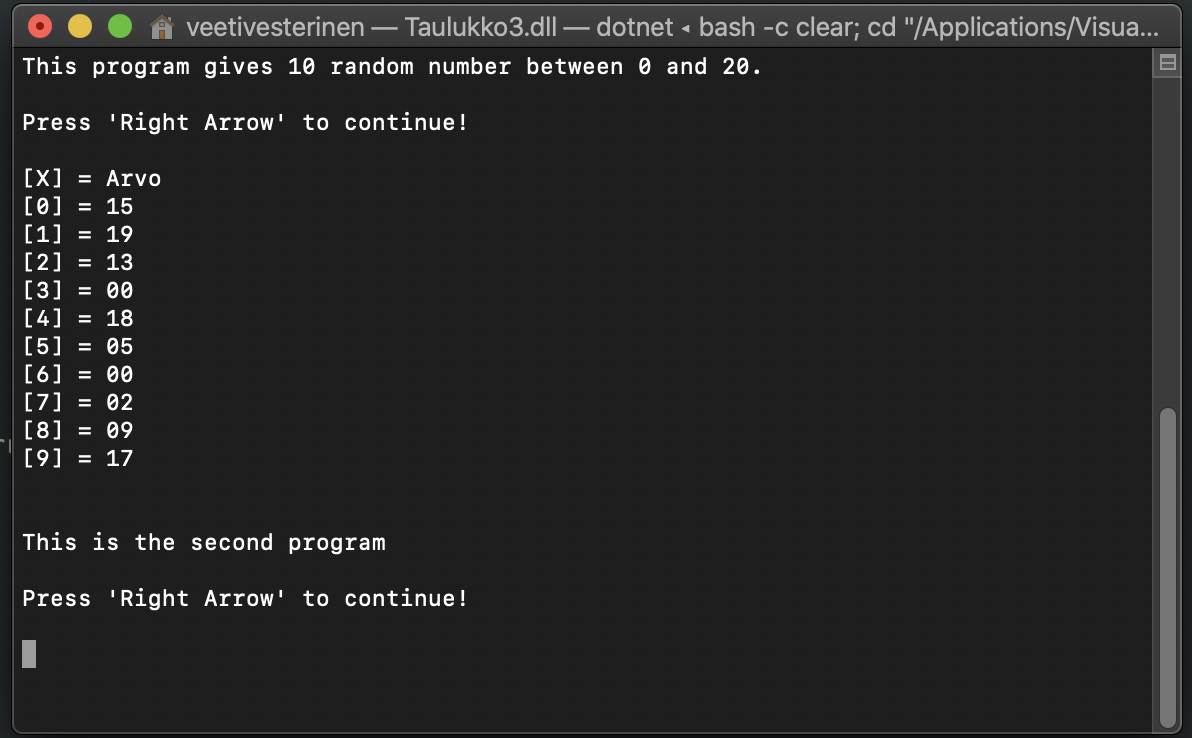 veetivesterinen — Taulukko3.dll — dotnet ◂ bash -c clear; cd "/Applications/Visua...
This program gives 10 random number between 0 and 20.
Press 'Right Arrow' to continue!
[X] = Arvo
[0] = 15
[1] = 19
[2] = 13
[3] = 00
[4] = 18
[5] = 05
[6] = 00
[7] = 02
[8] = 09
[9] = 17
This is the second program
Press 'Right Arrow' to continue!